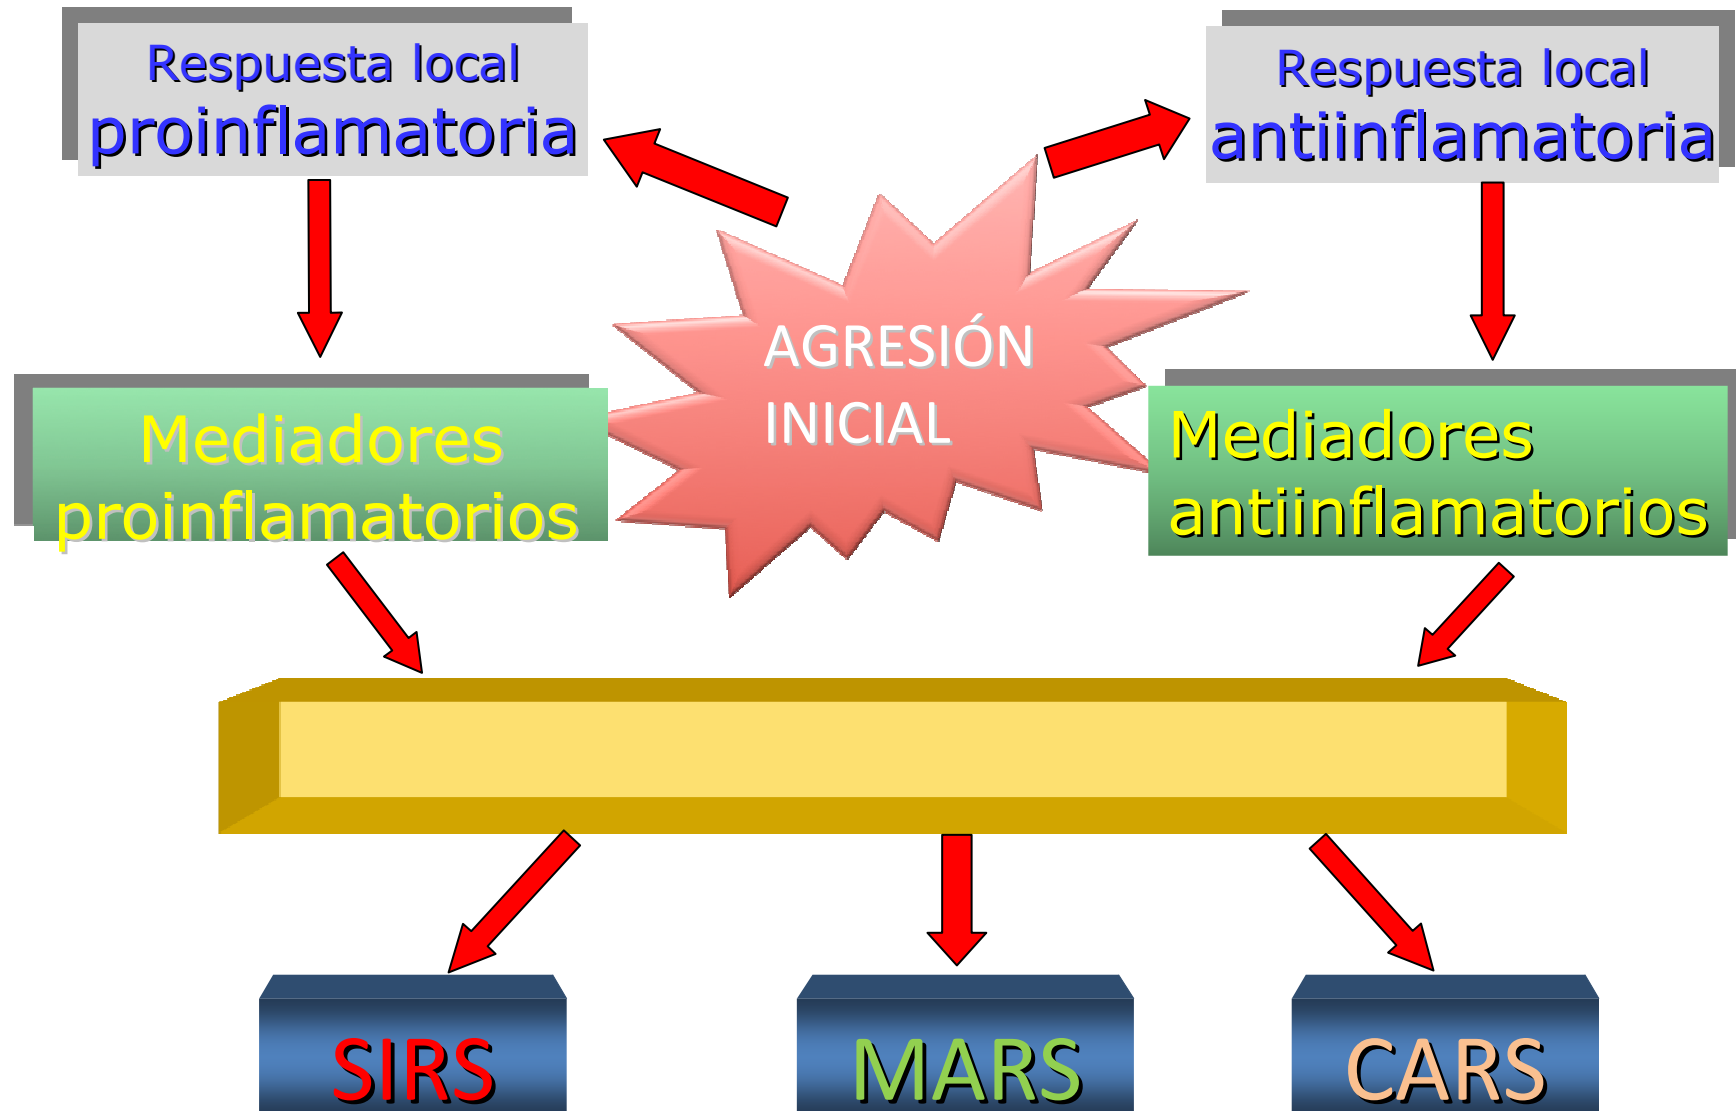 Respuesta local
proinflamatoria
Respuesta local
antiinflamatoria
AGRESIÓN
INICIAL
Mediadores
proinflamatorios
Mediadores
antiinflamatorios
SIRS
MARS
CARS